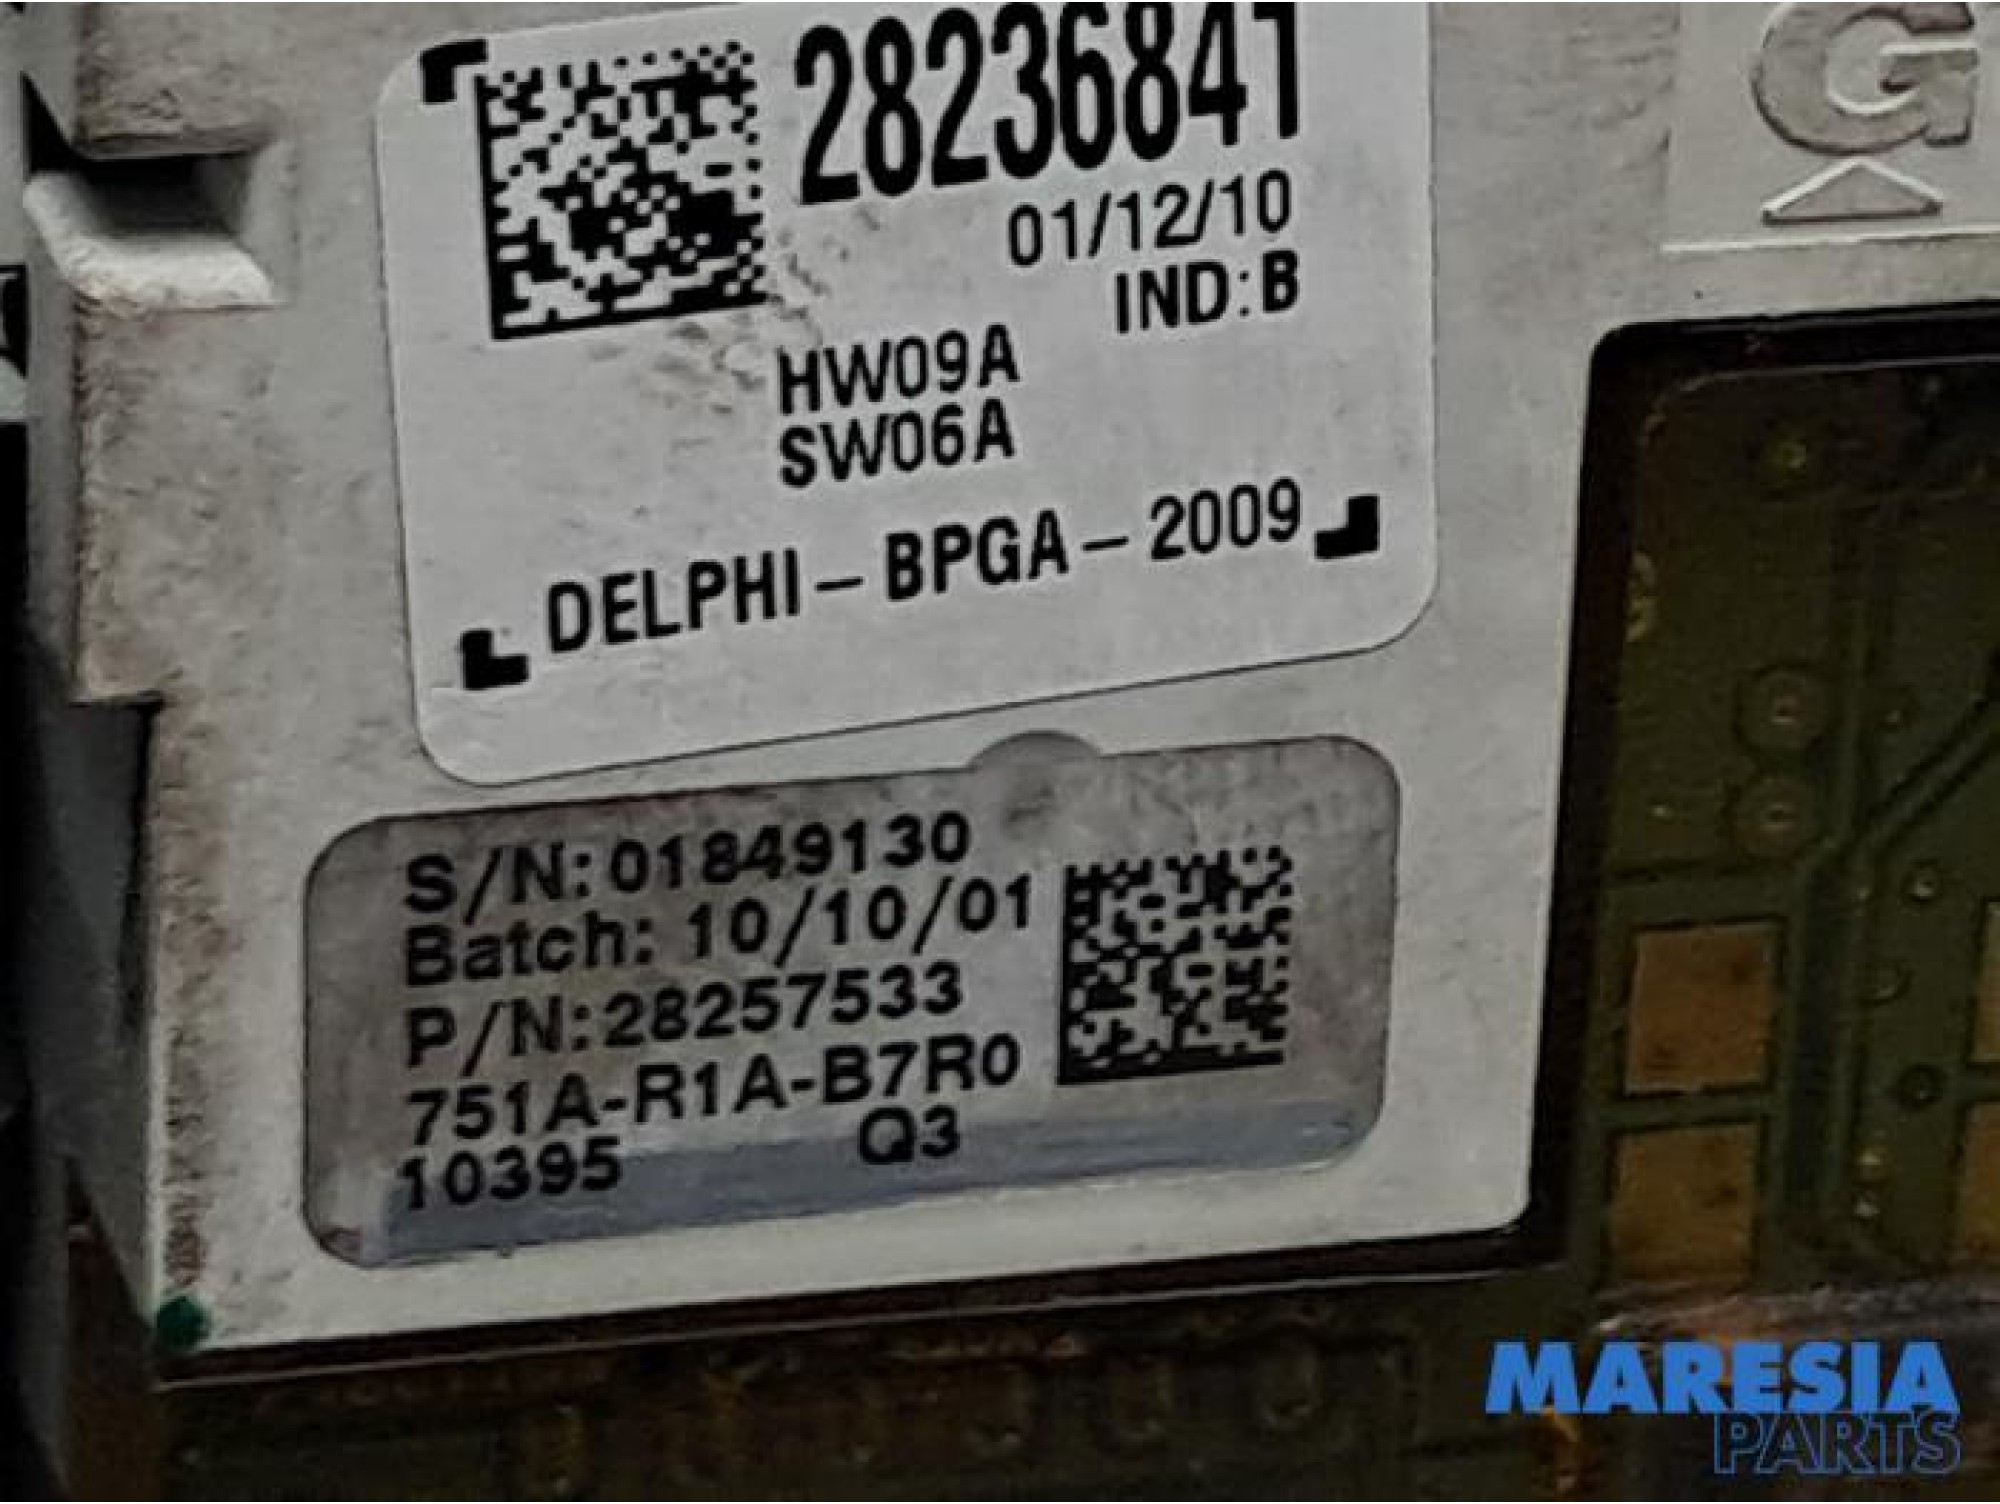 28236841
01/12/10
IND:B
HW09A
SW06A
DELPHI-BPGA-2009
G
S/N:01849130
Batch: 10/10/01
P/N:28257533
751A-R1A-B7R0
10395 Q3
MARESIA
PARTS